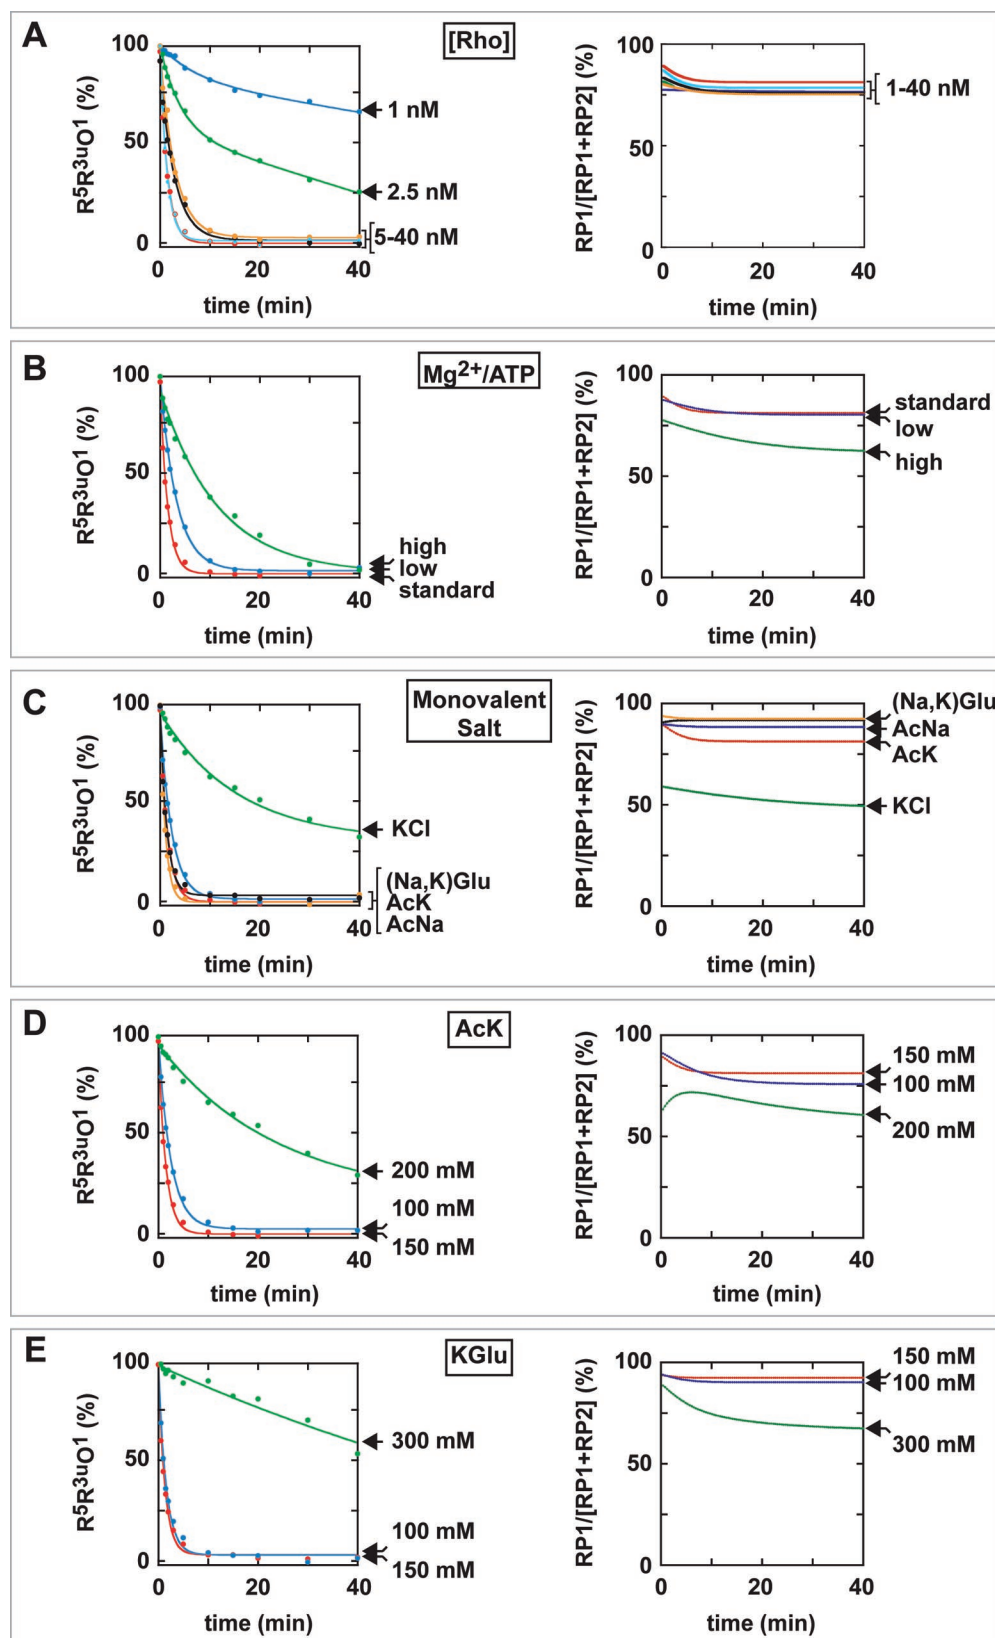 A
[Rho]
R⁵R³ᵘO¹ (%)
100
50
0
1 nM
2.5 nM
5-40 nM
0 20 40
time (min)
RP1/[RP1+RP2] (%)
100
50
0
1-40 nM
0 20 40
time (min)
B
Mg²⁺/ATP
R⁵R³ᵘO¹ (%)
100
50
0
high
low
standard
0 20 40
time (min)
RP1/[RP1+RP2] (%)
100
50
0
standard
low
high
0 20 40
time (min)
C
Monovalent
Salt
R⁵R³ᵘO¹ (%)
100
50
0
KCl
(Na,K)Glu
AcK
AcNa
0 20 40
time (min)
RP1/[RP1+RP2] (%)
100
50
0
(Na,K)Glu
AcNa
AcK
KCl
0 20 40
time (min)
D
AcK
R⁵R³ᵘO¹ (%)
100
50
0
200 mM
100 mM
150 mM
0 20 40
time (min)
RP1/[RP1+RP2] (%)
100
50
0
150 mM
100 mM
200 mM
0 20 40
time (min)
E
KGlu
R⁵R³ᵘO¹ (%)
100
50
0
300 mM
100 mM
150 mM
0 20 40
time (min)
RP1/[RP1+RP2] (%)
100
50
0
150 mM
100 mM
300 mM
0 20 40
time (min)